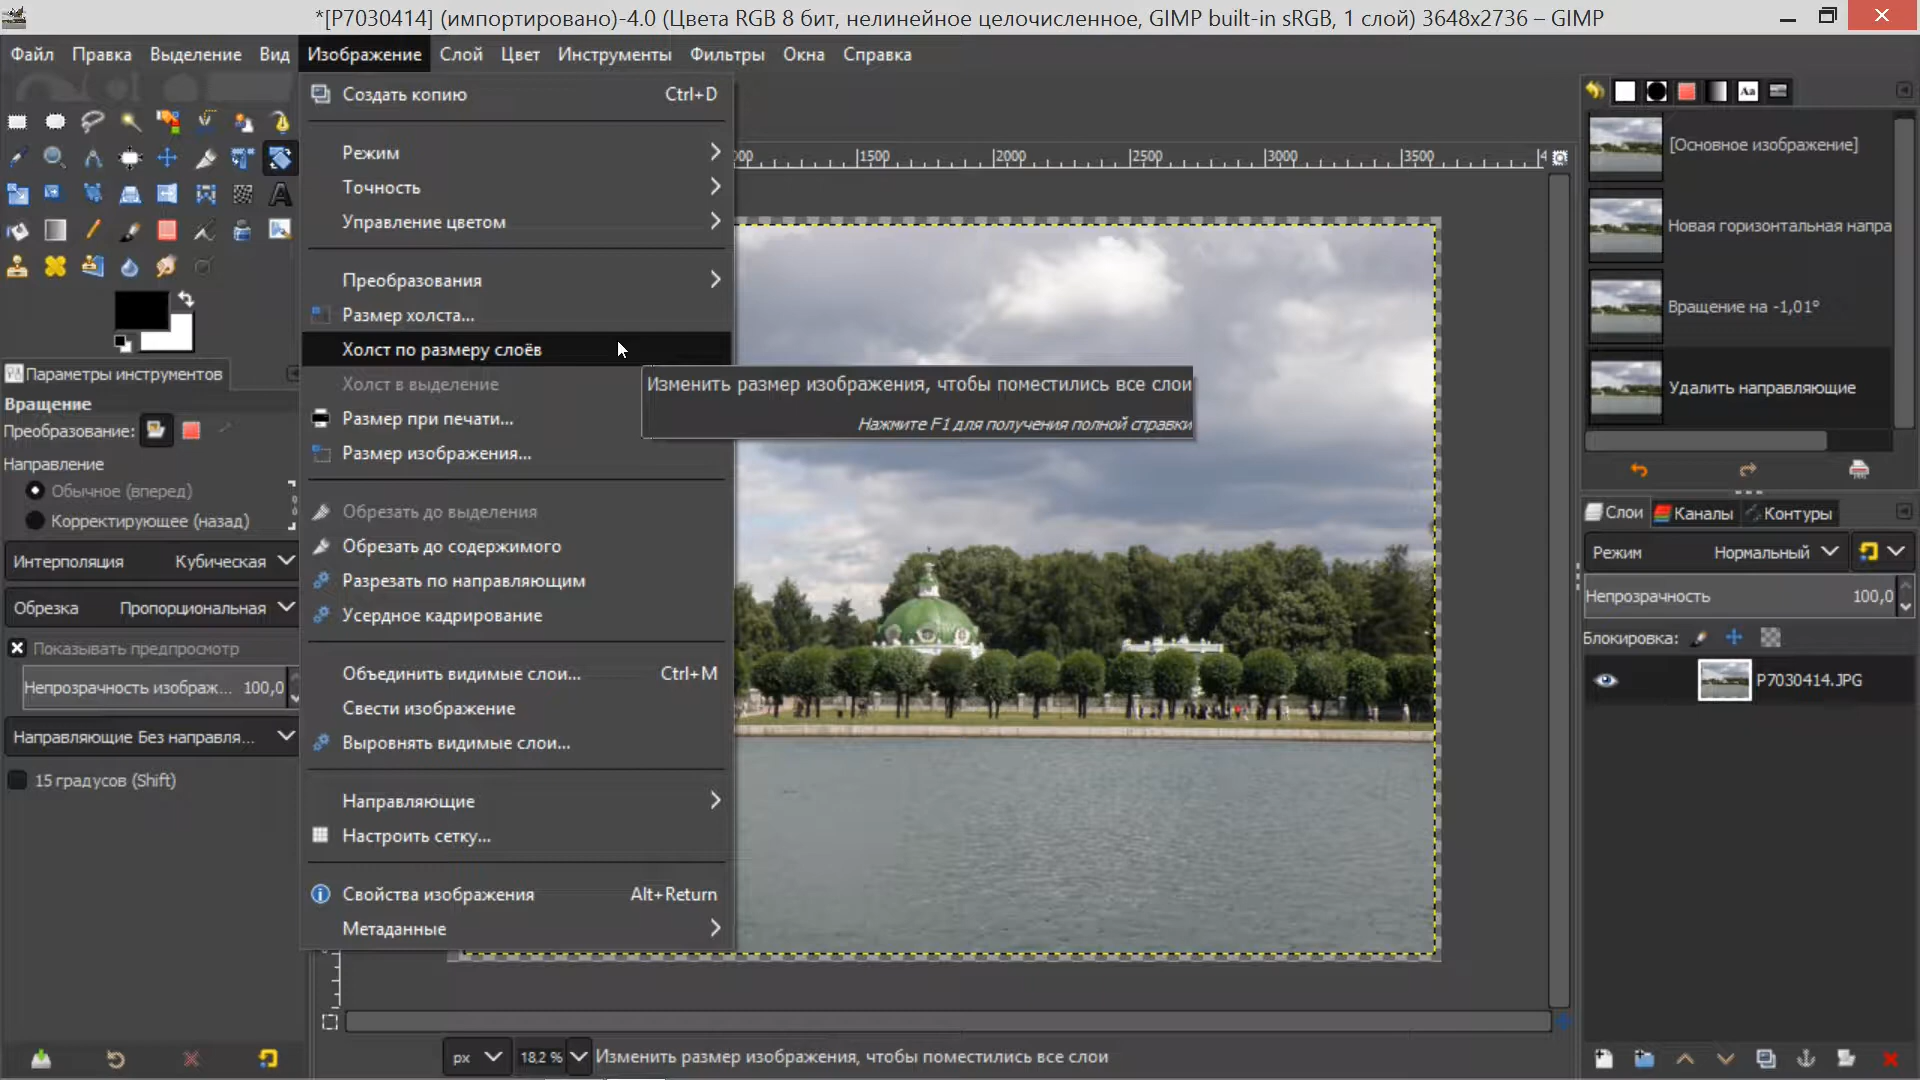 *[P7030414] (импортировано)-4.0 (Цвета RGB 8 бит, нелинейное целочисленное, GIMP built-in sRGB, 1 слой) 3648x2736 – GIMP
Файл Правка Выделение Вид Изображение Слой Цвет Инструменты Фильтры Окна Справка
Создать копию Ctrl+D
Режим
Точность
Управление цветом
Преобразования
Размер холста...
Холст по размеру слоёв
Холст в выделение
Размер при печати...
Размер изображения...
Обрезать до выделения
Обрезать до содержимого
Разрезать по направляющим
Усердное кадрирование
Объединить видимые слои... Ctrl+M
Свести изображение
Выровнять видимые слои...
Направляющие
Настроить сетку...
Свойства изображения Alt+Return
Метаданные
Изменить размер изображения, чтобы поместились все слои
Нажмите F1 для получения полной справки
1500 2000 2500 3000 3500
Параметры инструментов
Вращение
Преобразование:
Направление
Обычное (вперед)
Корректирующее (назад)
Интерполяция Кубическая
Обрезка Пропорциональная
Показывать предпросмотр
Непрозрачность изображ... 100,0
Направляющие Без направля...
15 градусов (Shift)
Aa
[Основное изображение]
Новая горизонтальная напра
Вращение на -1,01°
Удалить направляющие
Слои Каналы Контуры
Режим Нормальный
Непрозрачность 100,0
Блокировка:
P7030414.JPG
px 18,2 % Изменить размер изображения, чтобы поместились все слои